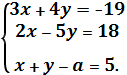 3x + 4y = -19
2x - 5y = 18
x + y - a = 5.